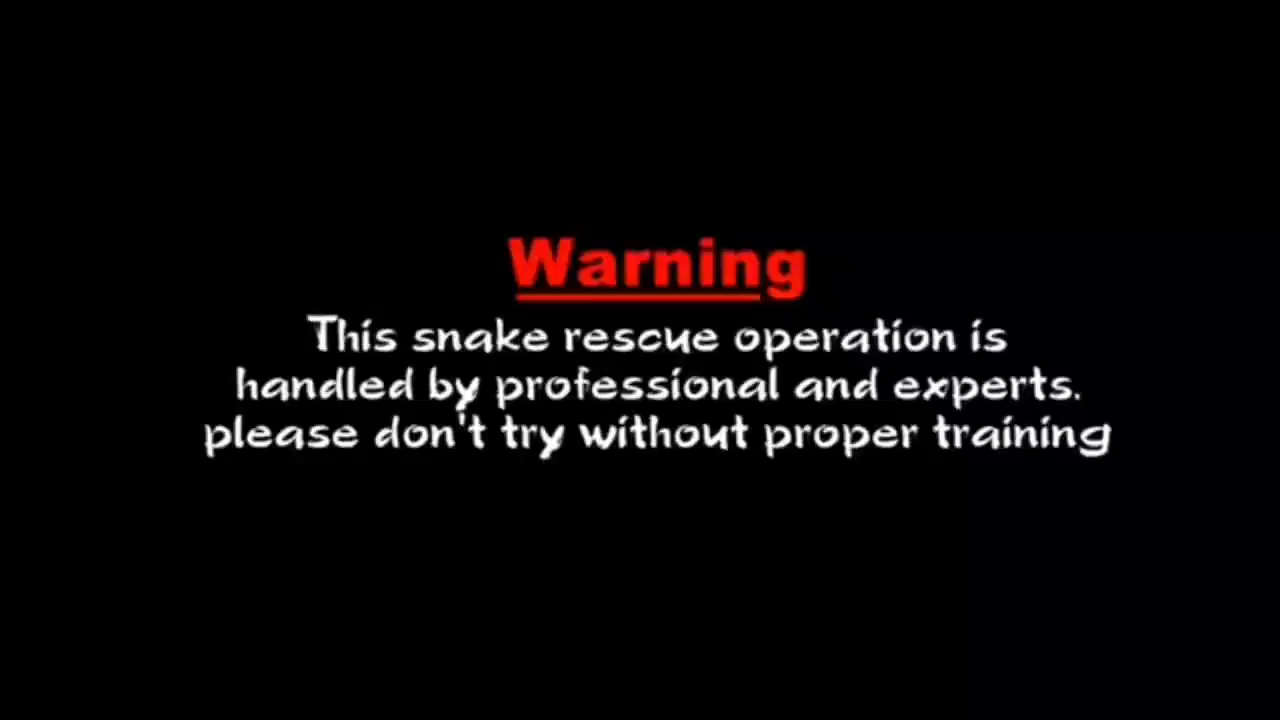 Warning
This snake rescue operation is
handled by professional and experts.
please don't try without proper training